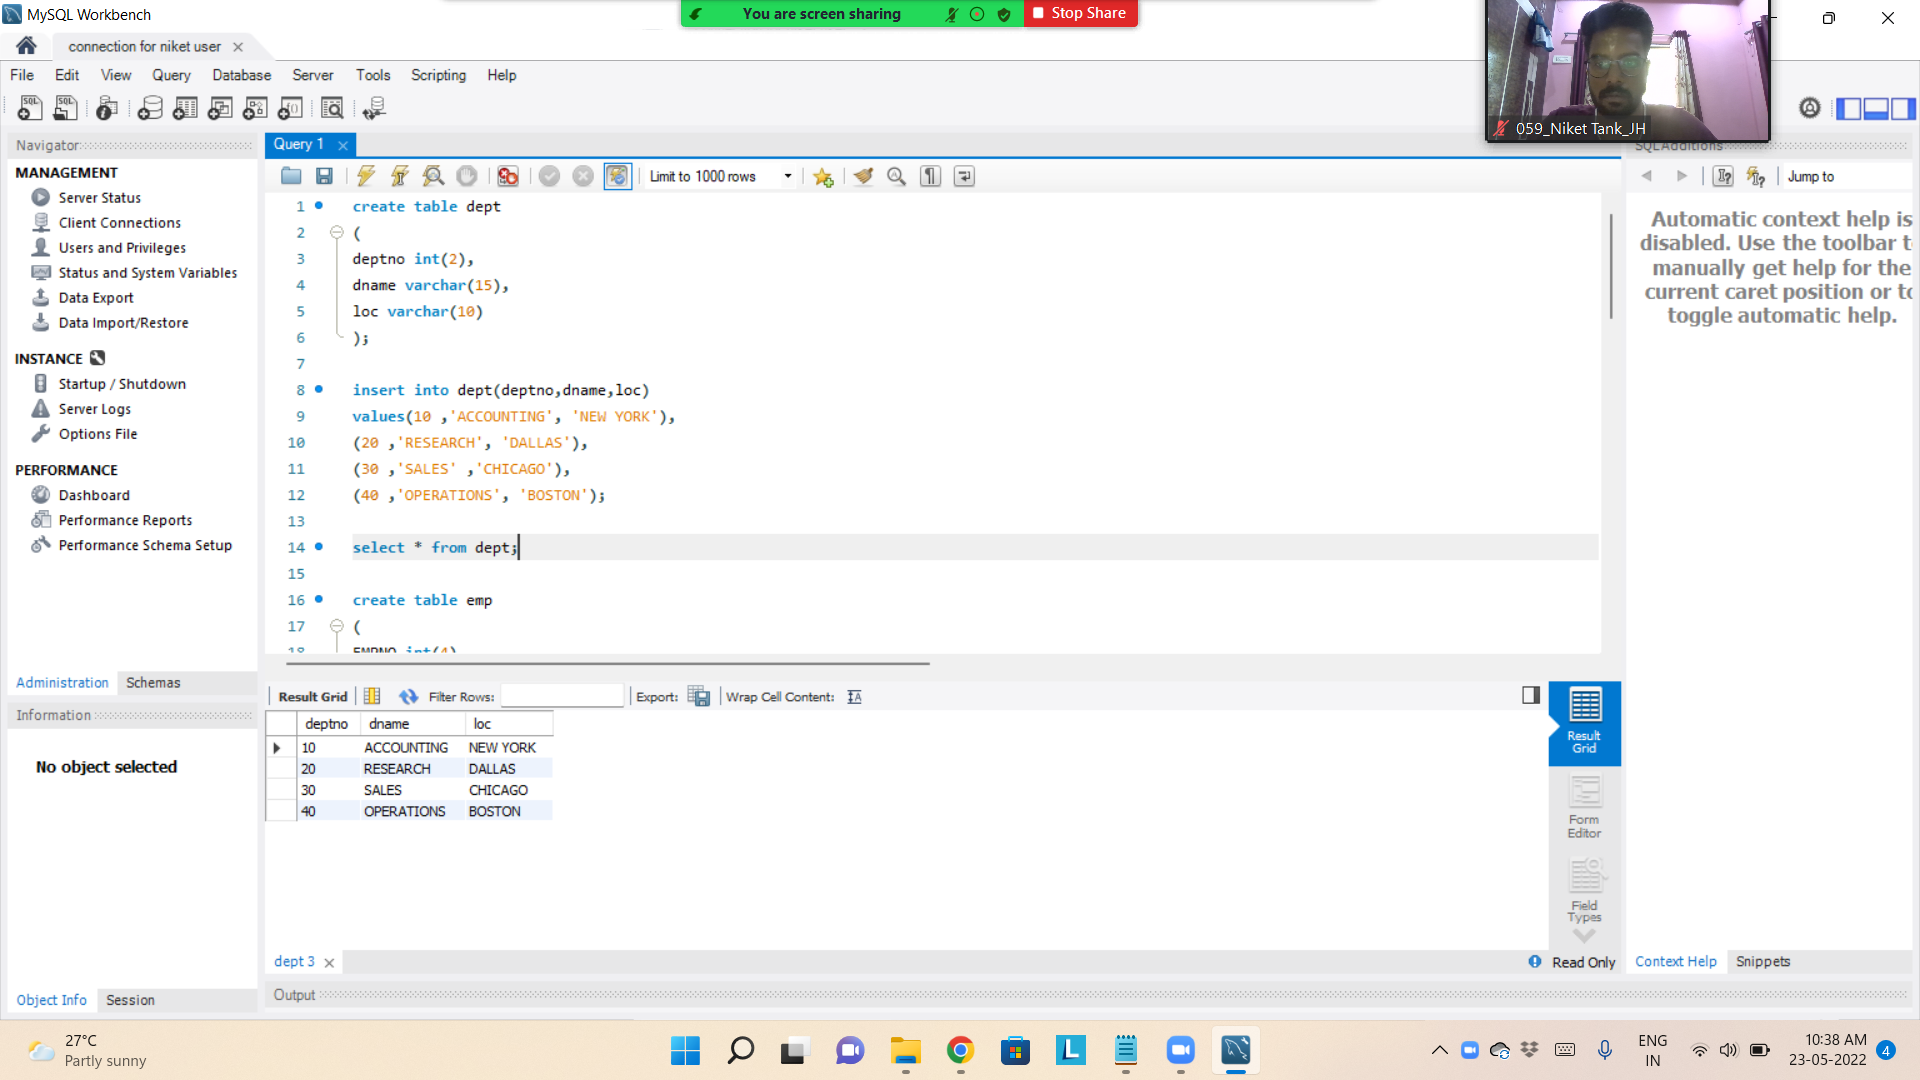 MySQL Workbench
You are screen sharing
Stop Share
connection for niket user
File Edit View Query Database Server Tools Scripting Help
059_Niket Tank_JH
Navigator
MANAGEMENT
Server Status
Client Connections
Users and Privileges
Status and System Variables
Data Export
Data Import/Restore
INSTANCE
Startup / Shutdown
Server Logs
Options File
PERFORMANCE
Dashboard
Performance Reports
Performance Schema Setup
Administration Schemas
Information
No object selected
Object Info Session
Query 1
Limit to 1000 rows
1 create table dept
2 (
3 deptno int(2),
4 dname varchar(15),
5 loc varchar(10)
6 );
7
8 insert into dept(deptno,dname,loc)
9 values(10 ,'ACCOUNTING', 'NEW YORK'),
10 (20 ,'RESEARCH', 'DALLAS'),
11 (30 ,'SALES' ,'CHICAGO'),
12 (40 ,'OPERATIONS', 'BOSTON');
13
14 select * from dept;
15
16 create table emp
17 (
18 EMPNO int(4)
Result Grid Filter Rows: Export: Wrap Cell Content:
deptno dname loc
10 ACCOUNTING NEW YORK
20 RESEARCH DALLAS
30 SALES CHICAGO
40 OPERATIONS BOSTON
Result
Grid
Form
Editor
Field
Types
dept 3
Read Only
Output
SQLAdditions
Jump to
Automatic context help is
disabled. Use the toolbar t
manually get help for the
current caret position or to
toggle automatic help.
Context Help Snippets
27°C
Partly sunny
ENG
IN
10:38 AM
23-05-2022
4